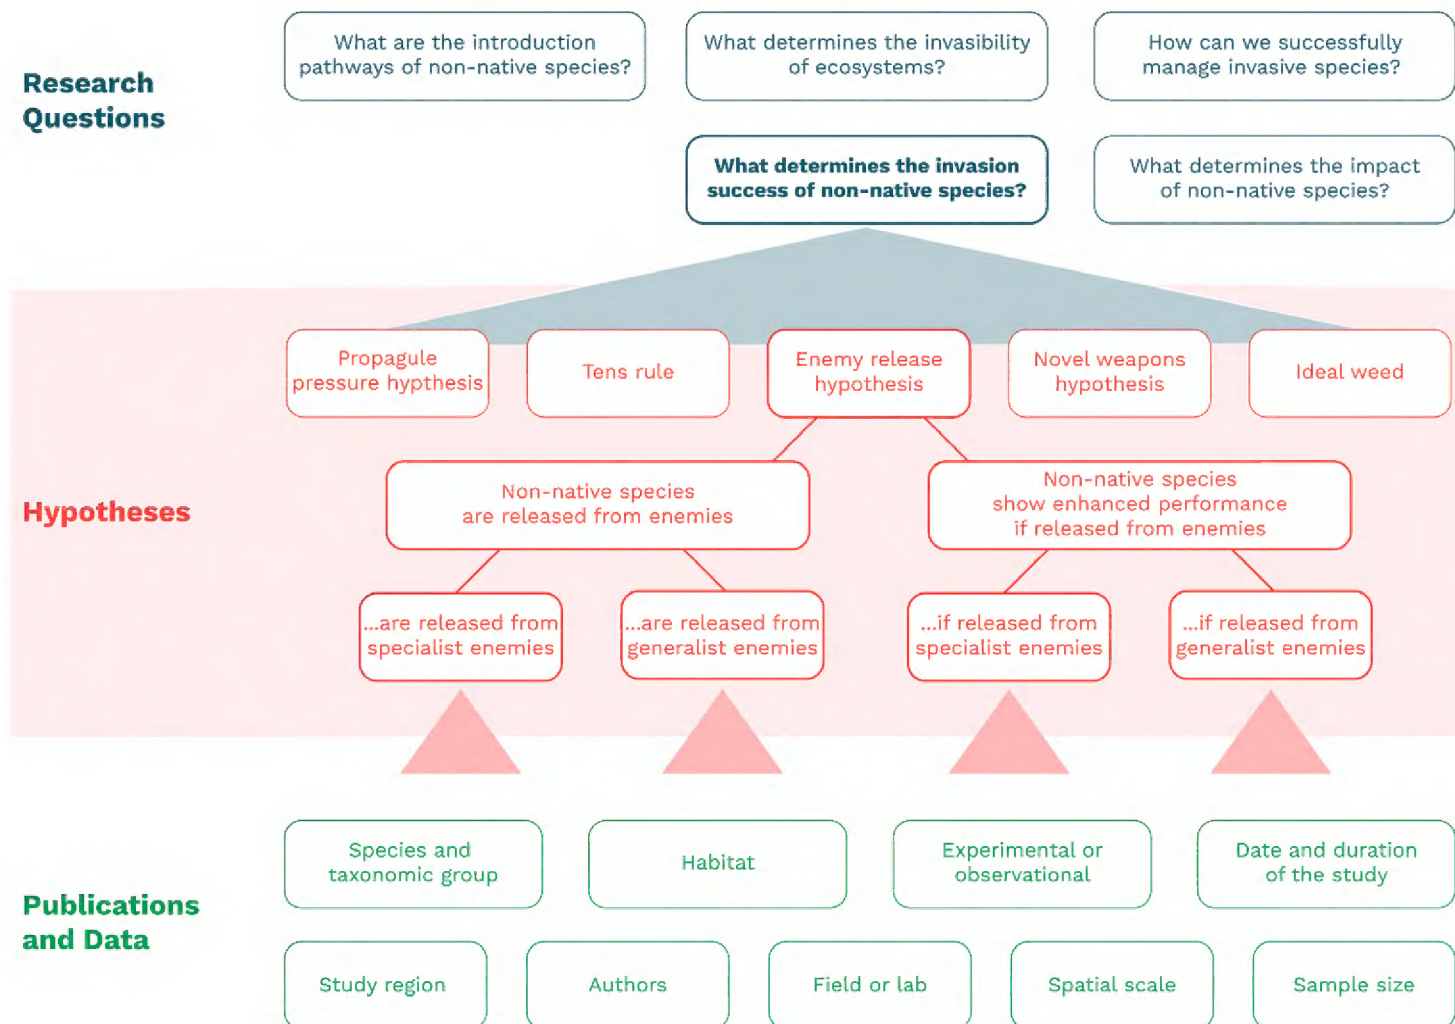 Research
Questions
What are the introduction
pathways of non-native species?
What determines the invasibility
of ecosystems?
How can we successfully
manage invasive species?
What determines the invasion
success of non-native species?
What determines the impact
of non-native species?
Hypotheses
Propagule
pressure hypthesis
Tens rule
Enemy release
hypothesis
Novel weapons
hypothesis
Ideal weed
Non-native species
are released from enemies
Non-native species
show enhanced performance
if released from enemies
...are released from
specialist enemies
...are released from
generalist enemies
...if released from
specialist enemies
...if released from
generalist enemies
Publications
and Data
Species and
taxonomic group
Habitat
Experimental or
observational
Date and duration
of the study
Study region
Authors
Field or lab
Spatial scale
Sample size